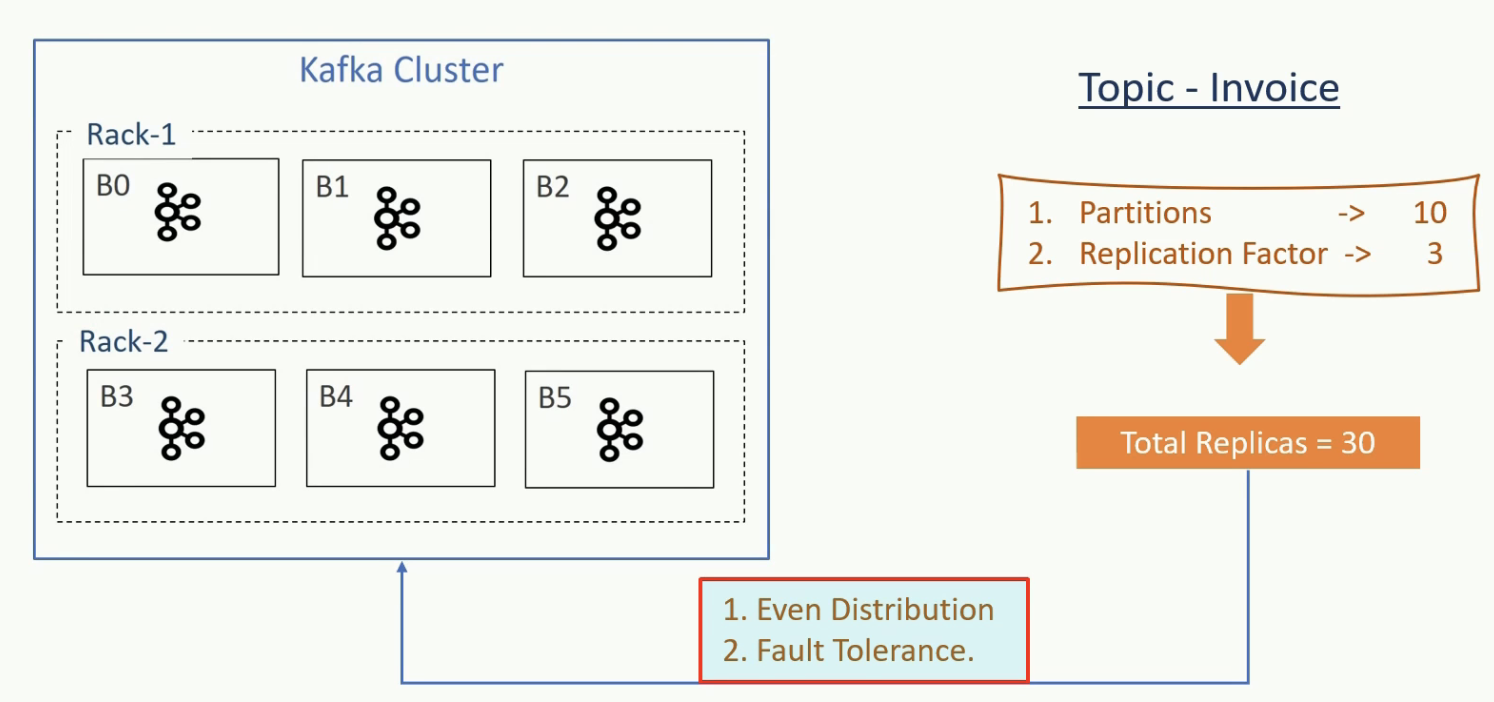 Kafka Cluster
Rack-1
B0
B1
B2
Rack-2
B3
B4
B5
Topic - Invoice
1. Partitions -> 10
2. Replication Factor -> 3
Total Replicas = 30
1. Even Distribution
2. Fault Tolerance.